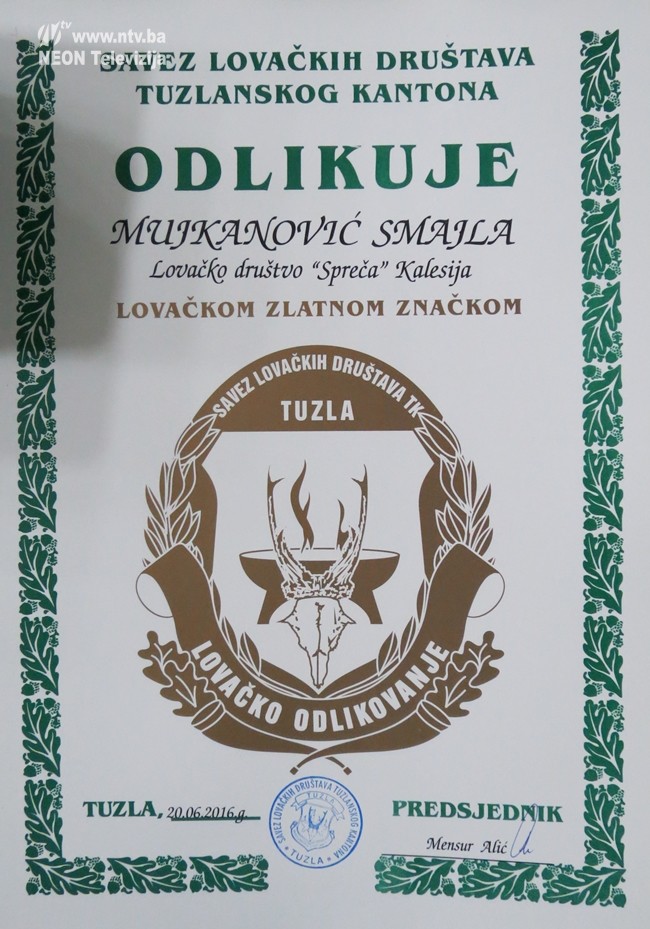 ntv
www.ntv.ba
NEON Televizija
SAVEZ LOVAČKIH DRUŠTAVA
TUZLANSKOG KANTONA
ODLIKUJE
MUJKANOVIĆ SMAJLA
Lovačko društvo “Spreča” Kalesija
LOVAČKOM ZLATNOM ZNAČKOM
SAVEZ LOVAČKIH DRUŠTAVA TK
TUZLA
LOVAČKO ODLIKOVANJE
TUZLA, 20.06.2016.g.
SAVEZ LOVAČKIH DRUŠTAVA TUZLANSKOG KANTONA
TUZLA
• TUZLA •
PREDSJEDNIK
Mensur Alić